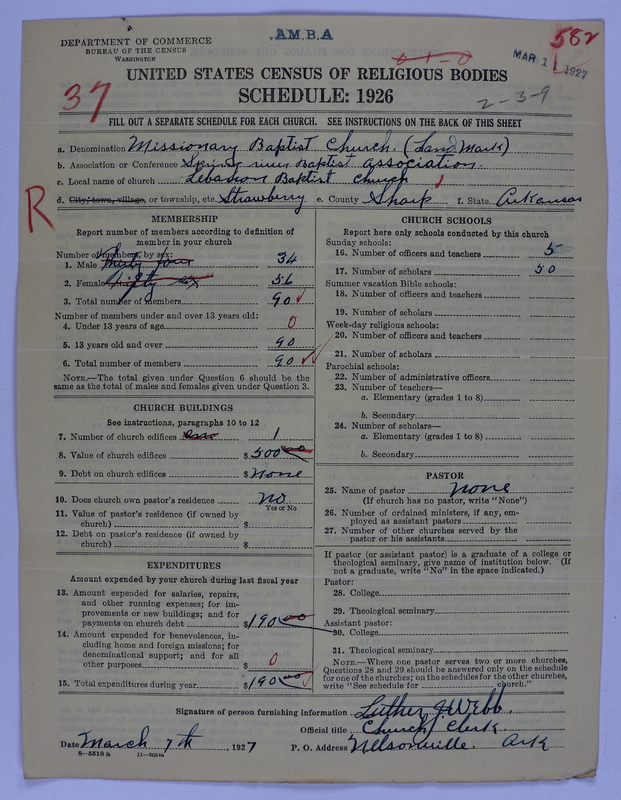 A.M.B.A
582
DEPARTMENT OF COMMERCE
BUREAU OF THE CENSUS
WASHINGTON
0-1-0
MAR 11 1927
UNITED STATES CENSUS OF RELIGIOUS BODIES
37
SCHEDULE: 1926
2-3-9
FILL OUT A SEPARATE SCHEDULE FOR EACH CHURCH. SEE INSTRUCTIONS ON THE BACK OF THIS SHEET
a. Denomination Missionary Baptist Church (Land Mark)
b. Association or Conference Spring river Baptist association.
c. Local name of church Lebanon Baptist Church
d. City, town, village, or township, etc. Strawberry e. County Sharp f. State Arkansas
R
MEMBERSHIP
Report number of members according to definition of
member in your church
Number of members, by sex:
1. Male Thirty four 34
2. Female fifty six 56
3. Total number of members 90
Number of members under and over 13 years old:
4. Under 13 years of age 0
5. 13 years old and over 90
6. Total number of members 90
NOTE.—The total given under Question 6 should be the
same as the total of males and females given under Question 3.
CHURCH BUILDINGS
See instructions, paragraphs 10 to 12
7. Number of church edifices one 1
8. Value of church edifices $500 00
9. Debt on church edifices $None
10. Does church own pastor's residence No
Yes or No
11. Value of pastor's residence (if owned by
church) $
12. Debt on pastor's residence (if owned by
church) $
EXPENDITURES
Amount expended by your church during last fiscal year
13. Amount expended for salaries, repairs,
and other running expenses; for im-
provements or new buildings; and for
payments on church debt $190 00
14. Amount expended for benevolences, in-
cluding home and foreign missions; for
denominational support; and for all
other purposes $ 0
15. Total expenditures during year $190 00
CHURCH SCHOOLS
Report here only schools conducted by this church
Sunday schools:
16. Number of officers and teachers 5
17. Number of scholars 50
Summer vacation Bible schools:
18. Number of officers and teachers
19. Number of scholars
Week-day religious schools:
20. Number of officers and teachers
21. Number of scholars
Parochial schools:
22. Number of administrative officers
23. Number of teachers—
a. Elementary (grades 1 to 8)
b. Secondary
24. Number of scholars—
a. Elementary (grades 1 to 8)
b. Secondary
PASTOR
25. Name of pastor none
(If church has no pastor, write "None")
26. Number of ordained ministers, if any, em-
ployed as assistant pastors
27. Number of other churches served by the
pastor or his assistants
If pastor (or assistant pastor) is a graduate of a college or
theological seminary, give name of institution below. (If
not a graduate, write "No" in the space indicated.)
Pastor:
28. College
29. Theological seminary
Assistant pastor:
30. College
31. Theological seminary
NOTE.—Where one pastor serves two or more churches,
Questions 28 and 29 should be answered only on the schedule
for one of the churches; on the schedules for the other churches,
write "See schedule for church."
Signature of person furnishing information Luther J. Webb.
Official title Church Clerk
Date March 7th, 1927 P. O. Address Nelsonville Ark
8-5519a 11-9054a